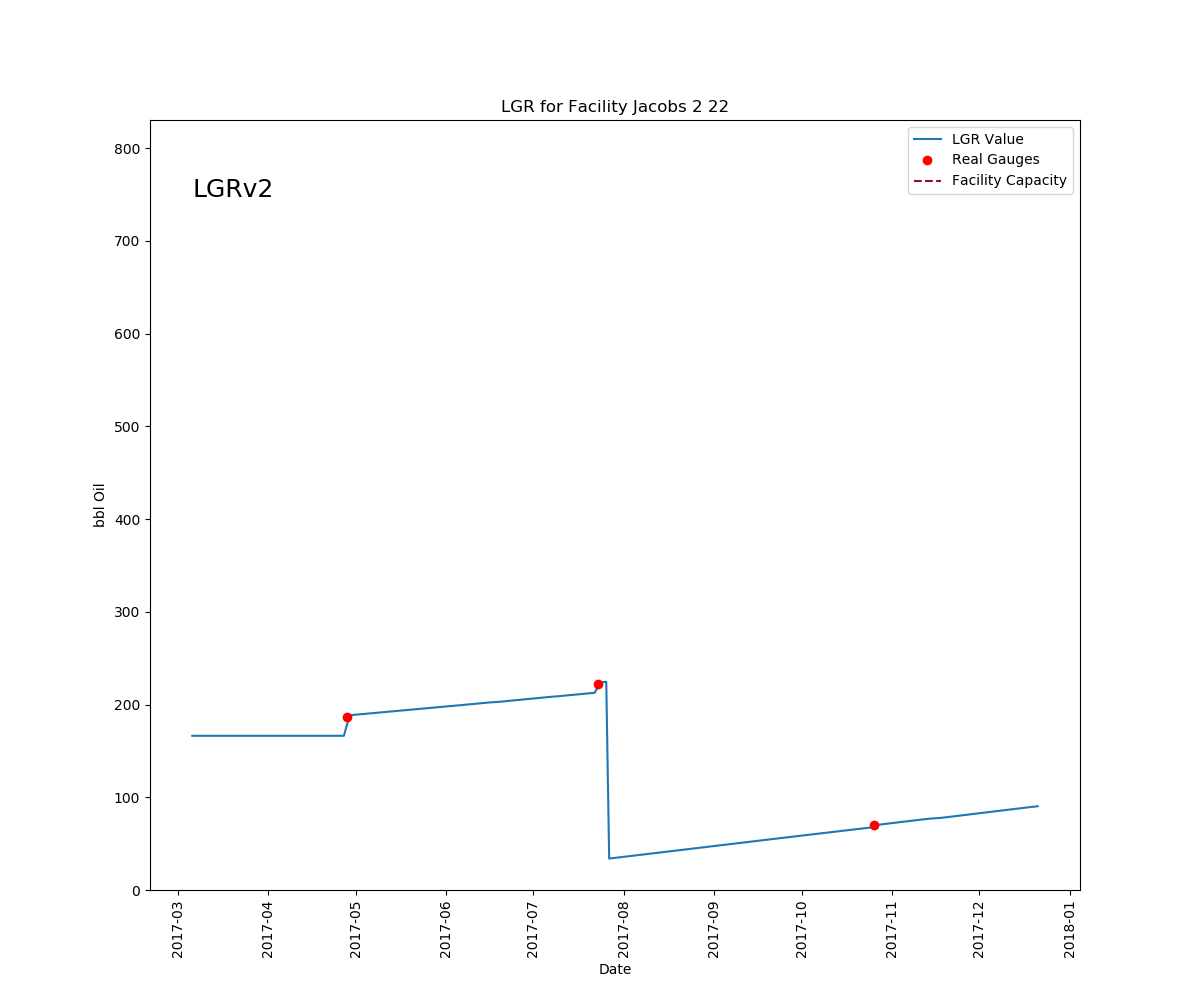 LGR for Facility Jacobs 2 22
LGR Value
Real Gauges
Facility Capacity
LGRv2
800
700
600
500
400
300
200
100
0
bbl Oil
2017-03
2017-04
2017-05
2017-06
2017-07
2017-08
2017-09
2017-10
2017-11
2017-12
2018-01
Date